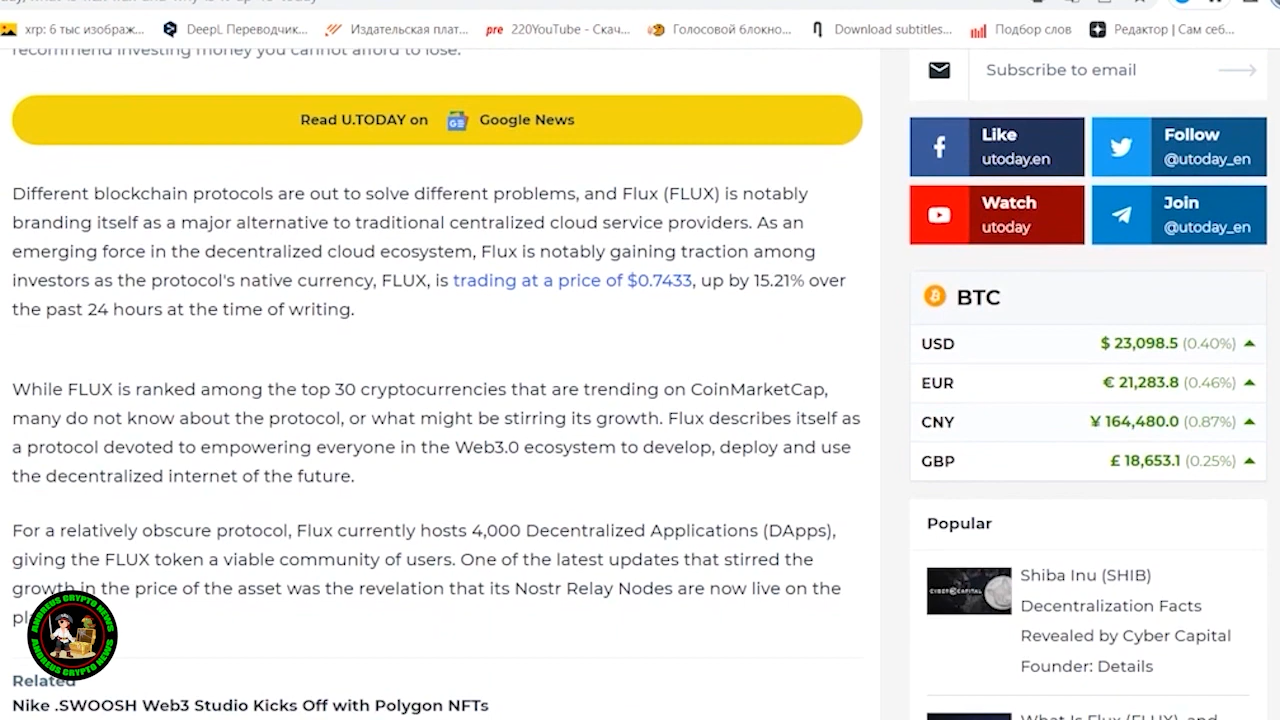 хгр: 6 тыс изображ...
DeepL Переводчик...
Издательская плат...
pre 220YouTube - Скач...
Голосовой блокно...
Download subtitles...
Подбор слов
Редактор | Сам себ...
recommend investing money you cannot afford to lose.
Read U.TODAY on GE Google News
Different blockchain protocols are out to solve different problems, and Flux (FLUX) is notably
branding itself as a major alternative to traditional centralized cloud service providers. As an
emerging force in the decentralized cloud ecosystem, Flux is notably gaining traction among
investors as the protocol's native currency, FLUX, is trading at a price of $0.7433, up by 15.21% over
the past 24 hours at the time of writing.
While FLUX is ranked among the top 30 cryptocurrencies that are trending on CoinMarketCap,
many do not know about the protocol, or what might be stirring its growth. Flux describes itself as
a protocol devoted to empowering everyone in the Web3.0 ecosystem to develop, deploy and use
the decentralized internet of the future.
For a relatively obscure protocol, Flux currently hosts 4,000 Decentralized Applications (DApps),
giving the FLUX token a viable community of users. One of the latest updates that stirred the
growth in the price of the asset was the revelation that its Nostr Relay Nodes are now live on the
ANDREUS CRYPTO NEWS
ANDREUS CRYPTO NEWS
Related
Nike .SWOOSH Web3 Studio Kicks Off with Polygon NFTs
Subscribe to email
Like
utoday.en
Follow
@utoday_en
Watch
utoday
Join
@utoday_en
BTC
USD $ 23,098.5 (0.40%)
EUR € 21,283.8 (0.46%)
CNY ¥ 164,480.0 (0.87%)
GBP £ 18,653.1 (0.25%)
Popular
CYBER CAPITAL
Shiba Inu (SHIB)
Decentralization Facts
Revealed by Cyber Capital
Founder: Details
What Is Flux (FLUX), and